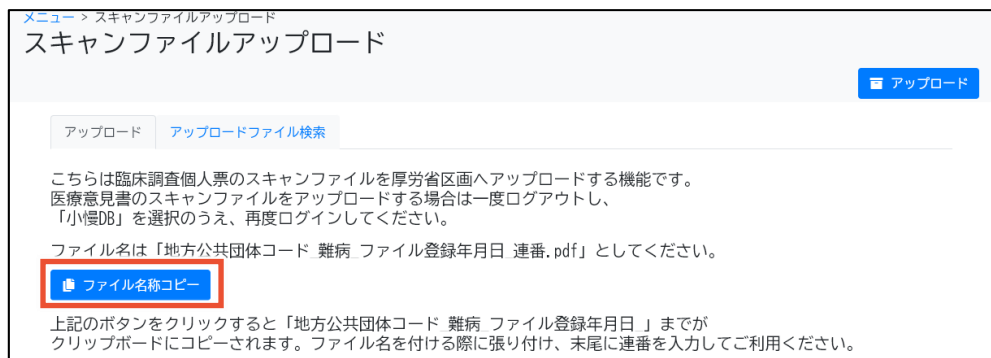 メニュー > スキャンファイルアップロード
スキャンファイルアップロード
アップロード
アップロード アップロードファイル検索
こちらは臨床調査個人票のスキャンファイルを厚労省区画へアップロードする機能です。
医療意見書のスキャンファイルをアップロードする場合は一度ログアウトし、
「小慢DB」を選択のうえ、再度ログインしてください。
ファイル名は「地方公共団体コード_難病_ファイル登録年月日_連番.pdf」としてください。
ファイル名称コピー
上記のボタンをクリックすると「地方公共団体コード_難病_ファイル登録年月日_」までが
クリップボードにコピーされます。ファイル名を付ける際に張り付け、末尾に連番を入力してご利用ください。